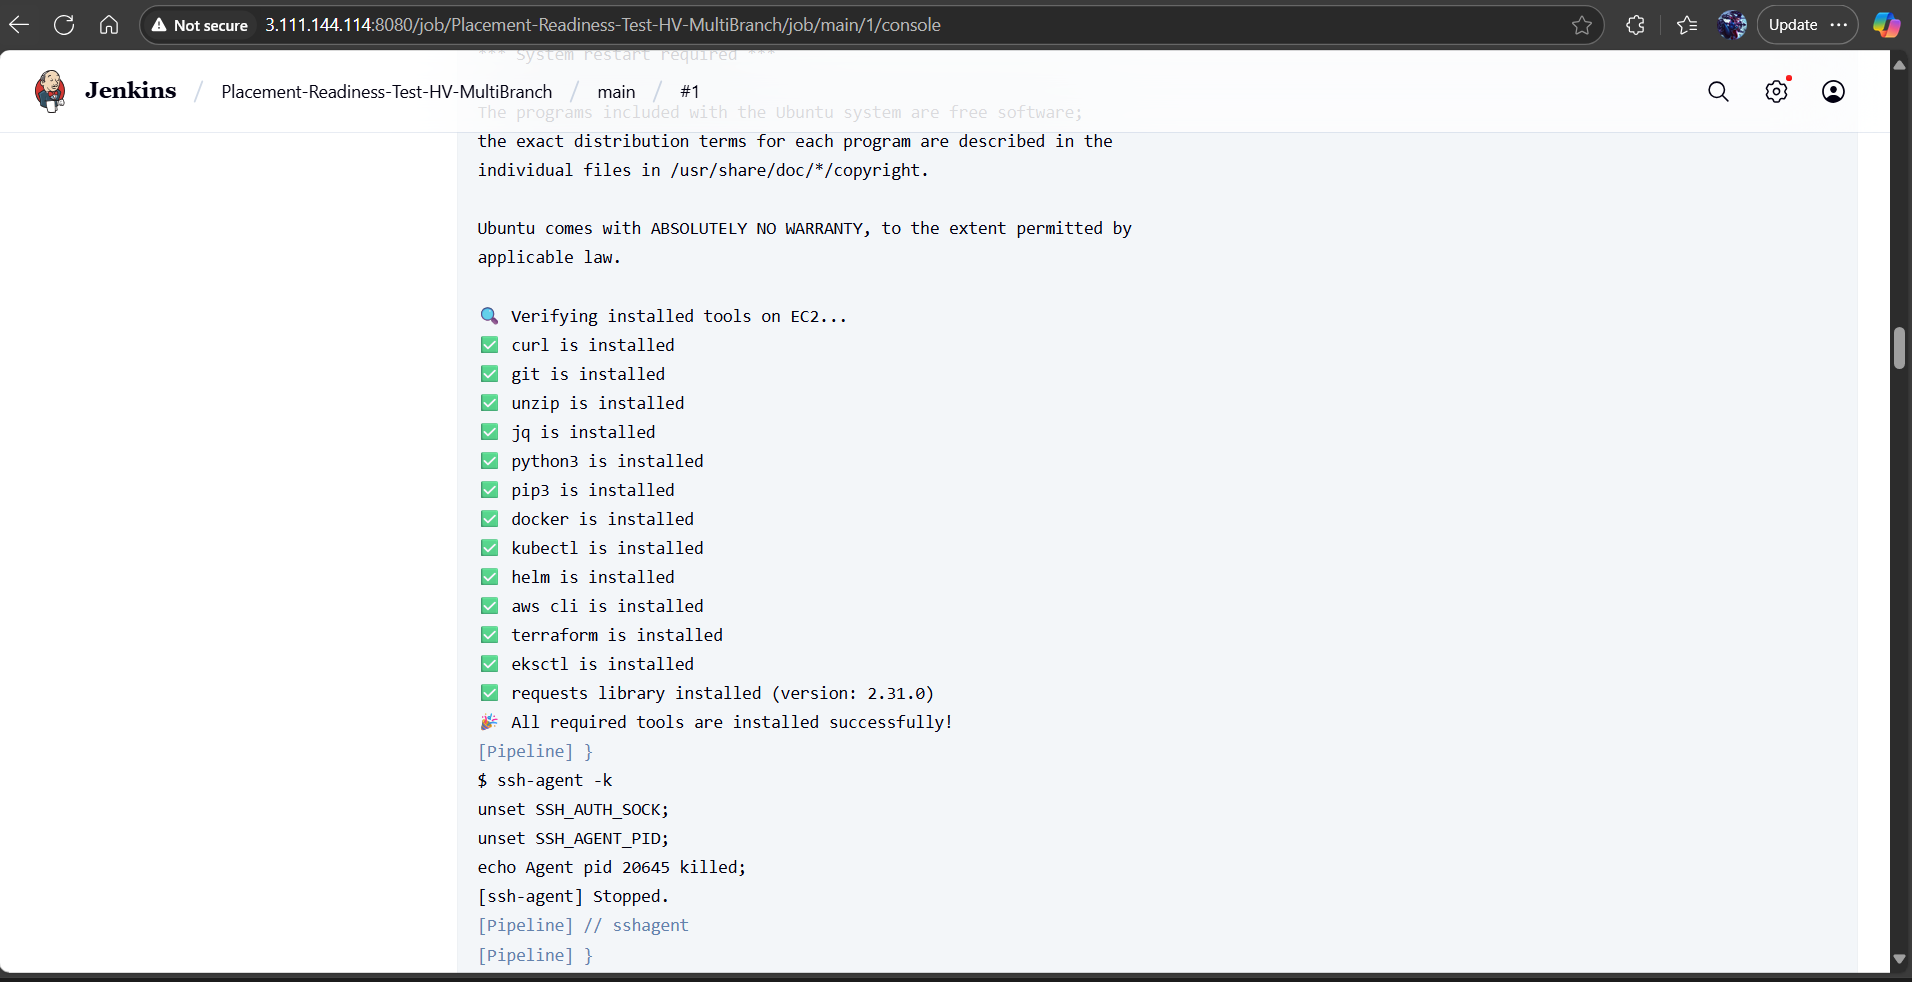 Not secure 3.111.144.114:8080/job/Placement-Readiness-Test-HV-MultiBranch/job/main/1/console Update
*** System restart required ***
Jenkins / Placement-Readiness-Test-HV-MultiBranch / main / #1
The programs included with the Ubuntu system are free software;
the exact distribution terms for each program are described in the
individual files in /usr/share/doc/*/copyright.
Ubuntu comes with ABSOLUTELY NO WARRANTY, to the extent permitted by
applicable law.
🔍 Verifying installed tools on EC2...
✅ curl is installed
✅ git is installed
✅ unzip is installed
✅ jq is installed
✅ python3 is installed
✅ pip3 is installed
✅ docker is installed
✅ kubectl is installed
✅ helm is installed
✅ aws cli is installed
✅ terraform is installed
✅ eksctl is installed
✅ requests library installed (version: 2.31.0)
🎉 All required tools are installed successfully!
[Pipeline] }
$ ssh-agent -k
unset SSH_AUTH_SOCK;
unset SSH_AGENT_PID;
echo Agent pid 20645 killed;
[ssh-agent] Stopped.
[Pipeline] // sshagent
[Pipeline] }